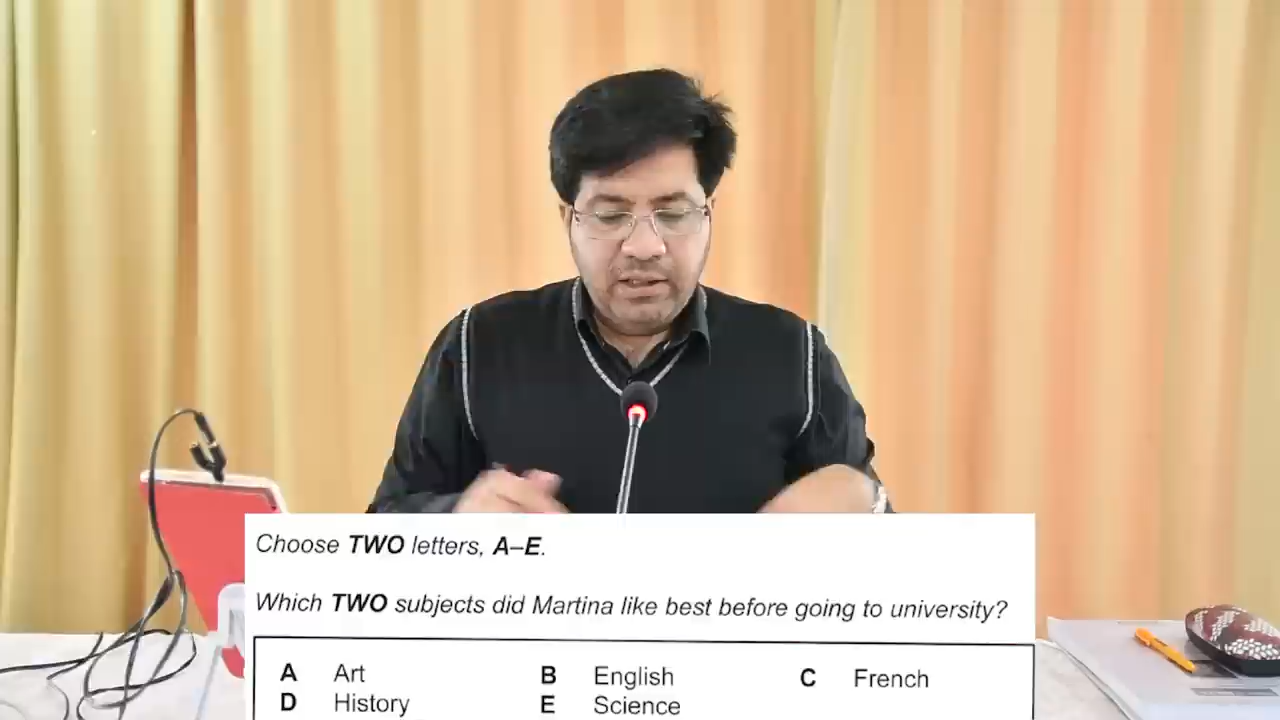 Choose TWO letters, A–E.
Which TWO subjects did Martina like best before going to university?
A Art B English C French
D History E Science